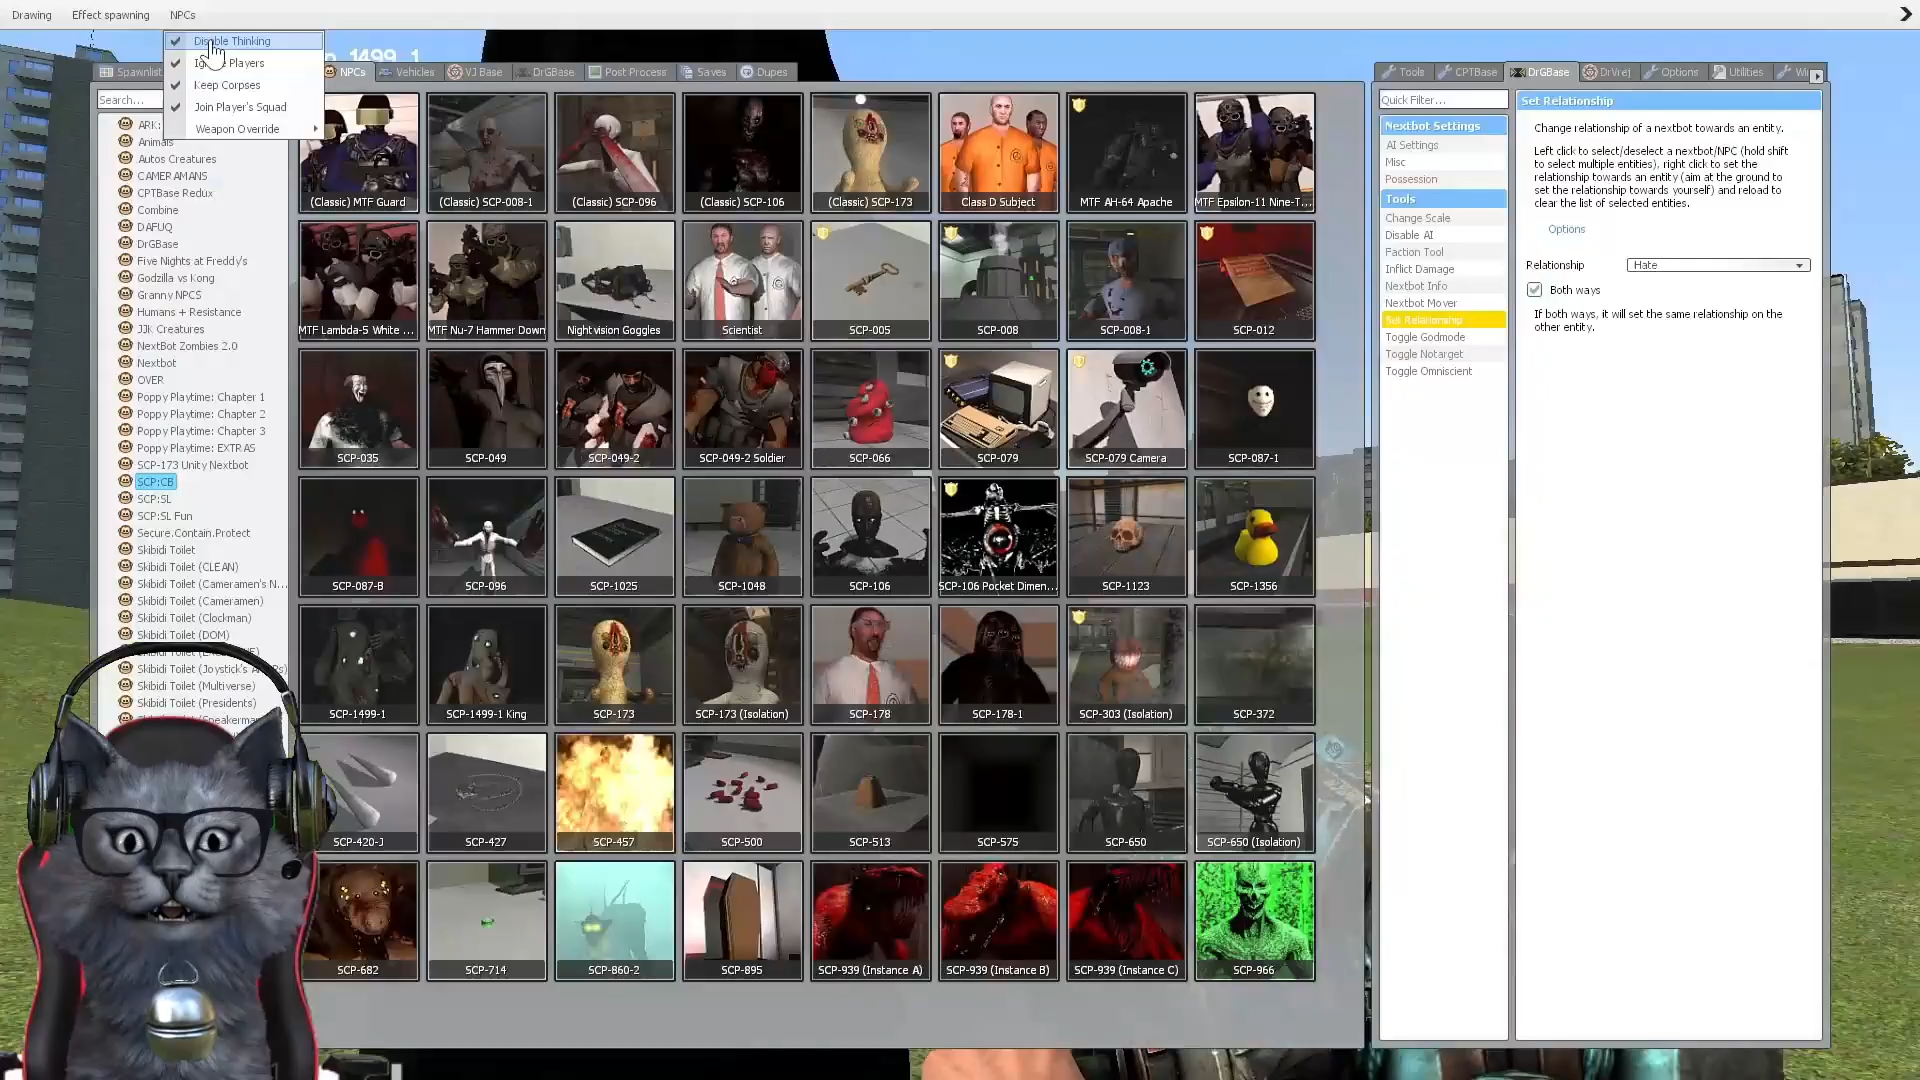 Drawing Effect spawning NPCs
Disable Thinking
Players
Keep Corpses
Join Player's Squad
Weapon Override
1499 1
Spawnlist NPCs Vehicles VJ Base DrGBase Post Process Saves Dupes
Search...
ARK:
Animals
Autos Creatures
CAMERAMANS
CPTBase Redux
Combine
DAFUQ
DrGBase
Five Nights at Freddy's
Godzilla vs Kong
Granny NPCS
Humans + Resistance
JJK Creatures
NextBot Zombies 2.0
Nextbot
OVER
Poppy Playtime: Chapter 1
Poppy Playtime: Chapter 2
Poppy Playtime: Chapter 3
Poppy Playtime: EXTRAS
SCP-173 Unity Nextbot
SCP:CB
SCP:SL
SCP:SL Fun
Secure.Contain.Protect
Skibidi Toilet
Skibidi Toilet (CLEAN)
Skibidi Toilet (Cameramen's N...
Skibidi Toilet (Cameramen)
Skibidi Toilet (Clockman)
Skibidi Toilet (DOM)
Skibidi Toilet (Multiverse)
Skibidi Toilet (Presidents)
(Classic) MTF Guard (Classic) SCP-008-1 (Classic) SCP-096 (Classic) SCP-106 (Classic) SCP-173 Class D Subject MTF AH-64 Apache MTF Epsilon-11 Nine-T...
MTF Lambda-5 White ... MTF Nu-7 Hammer Down Nightvision Goggles Scientist SCP-005 SCP-008 SCP-008-1 SCP-012
SCP-035 SCP-049 SCP-049-2 SCP-049-2 Soldier SCP-066 SCP-079 SCP-079 Camera SCP-087-1
SCP-087-B SCP-096 SCP-1025 SCP-1048 SCP-106 SCP-106 Pocket Dimen... SCP-1123 SCP-1356
SCP-1499-1 SCP-1499-1 King SCP-173 SCP-173 (Isolation) SCP-178 SCP-178-1 SCP-303 (Isolation) SCP-372
SCP-420-J SCP-427 SCP-457 SCP-500 SCP-513 SCP-575 SCP-650 SCP-650 (Isolation)
SCP-682 SCP-714 SCP-860-2 SCP-895 SCP-939 (Instance A) SCP-939 (Instance B) SCP-939 (Instance C) SCP-966
Tools CPTBase DrGBase DrVrej Options Utilities
Quick Filter...
Nextbot Settings
AI Settings
Misc
Possession
Tools
Change Scale
Disable AI
Faction Tool
Inflict Damage
Nextbot Info
Nextbot Mover
Set Relationship
Toggle Godmode
Toggle Notarget
Toggle Omniscient
Set Relationship
Change relationship of a nextbot towards an entity.
Left click to select/deselect a nextbot/NPC (hold shift
to select multiple entities), right click to set the
relationship towards an entity (aim at the ground to
set the relationship towards yourself) and reload to
clear the list of selected entities.
Options
Relationship Hate
Both ways
If both ways, it will set the same relationship on the
other entity.